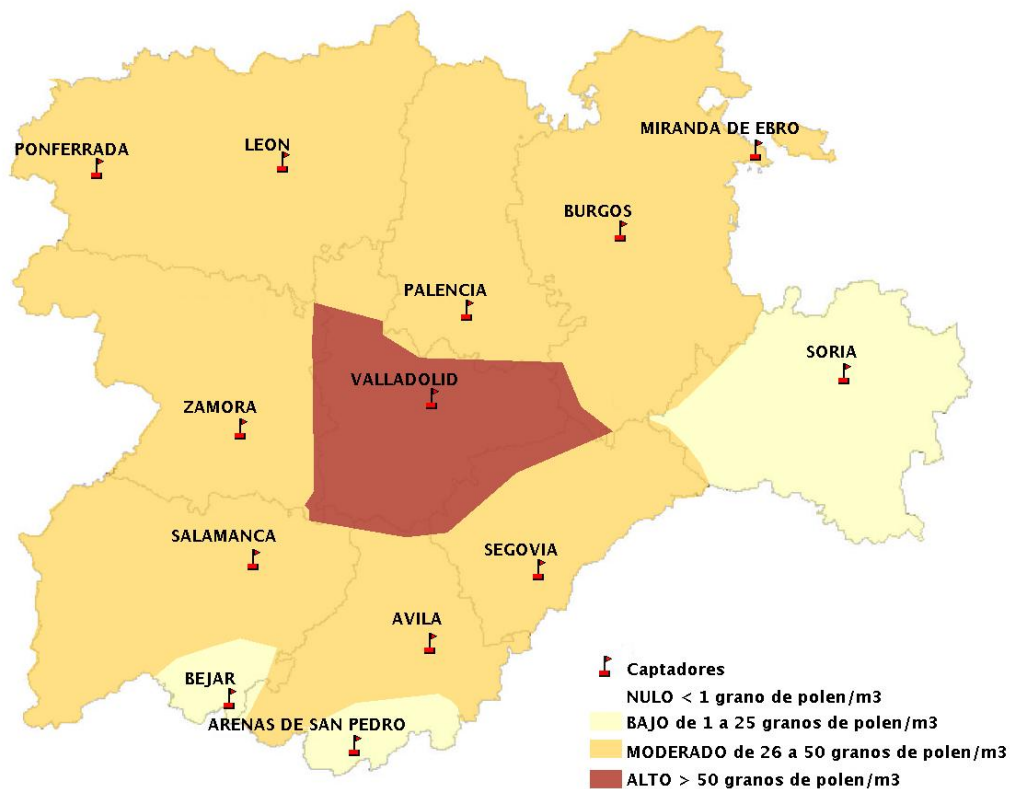 MIRANDA DE EBRO
PONFERRADA
LEON
BURGOS
PALENCIA
SORIA
VALLADOLID
ZAMORA
SALAMANCA
SEGOVIA
AVILA
BEJAR
ARENAS DE SAN PEDRO
Captadores
NULO < 1 grano de polen/m3
BAJO de 1 a 25 granos de polen/m3
MODERADO de 26 a 50 granos de polen/m3
ALTO > 50 granos de polen/m3